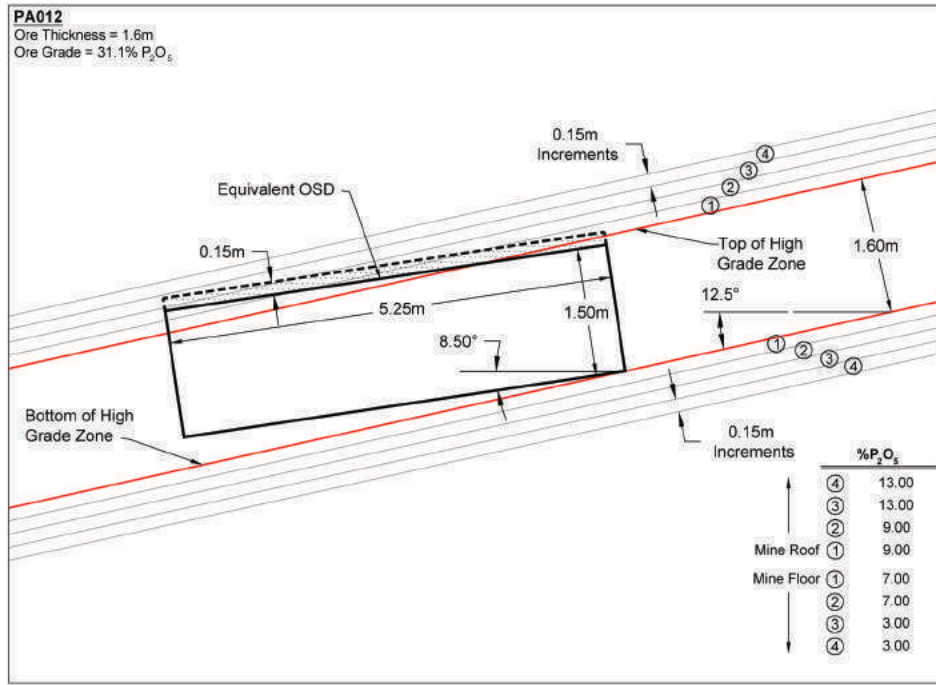 PA012
Ore Thickness = 1.6m
Ore Grade = 31.1% P₂O₅
0.15m
Increments
④
③
②
①
Equivalent OSD
0.15m
Top of High
Grade Zone
1.60m
5.25m
1.50m
12.5°
8.50°
①
②
③
④
Bottom of High
Grade Zone
0.15m
Increments
%P₂O₅
④ 13.00
③ 13.00
② 9.00
Mine Roof ① 9.00
Mine Floor ① 7.00
② 7.00
③ 3.00
④ 3.00